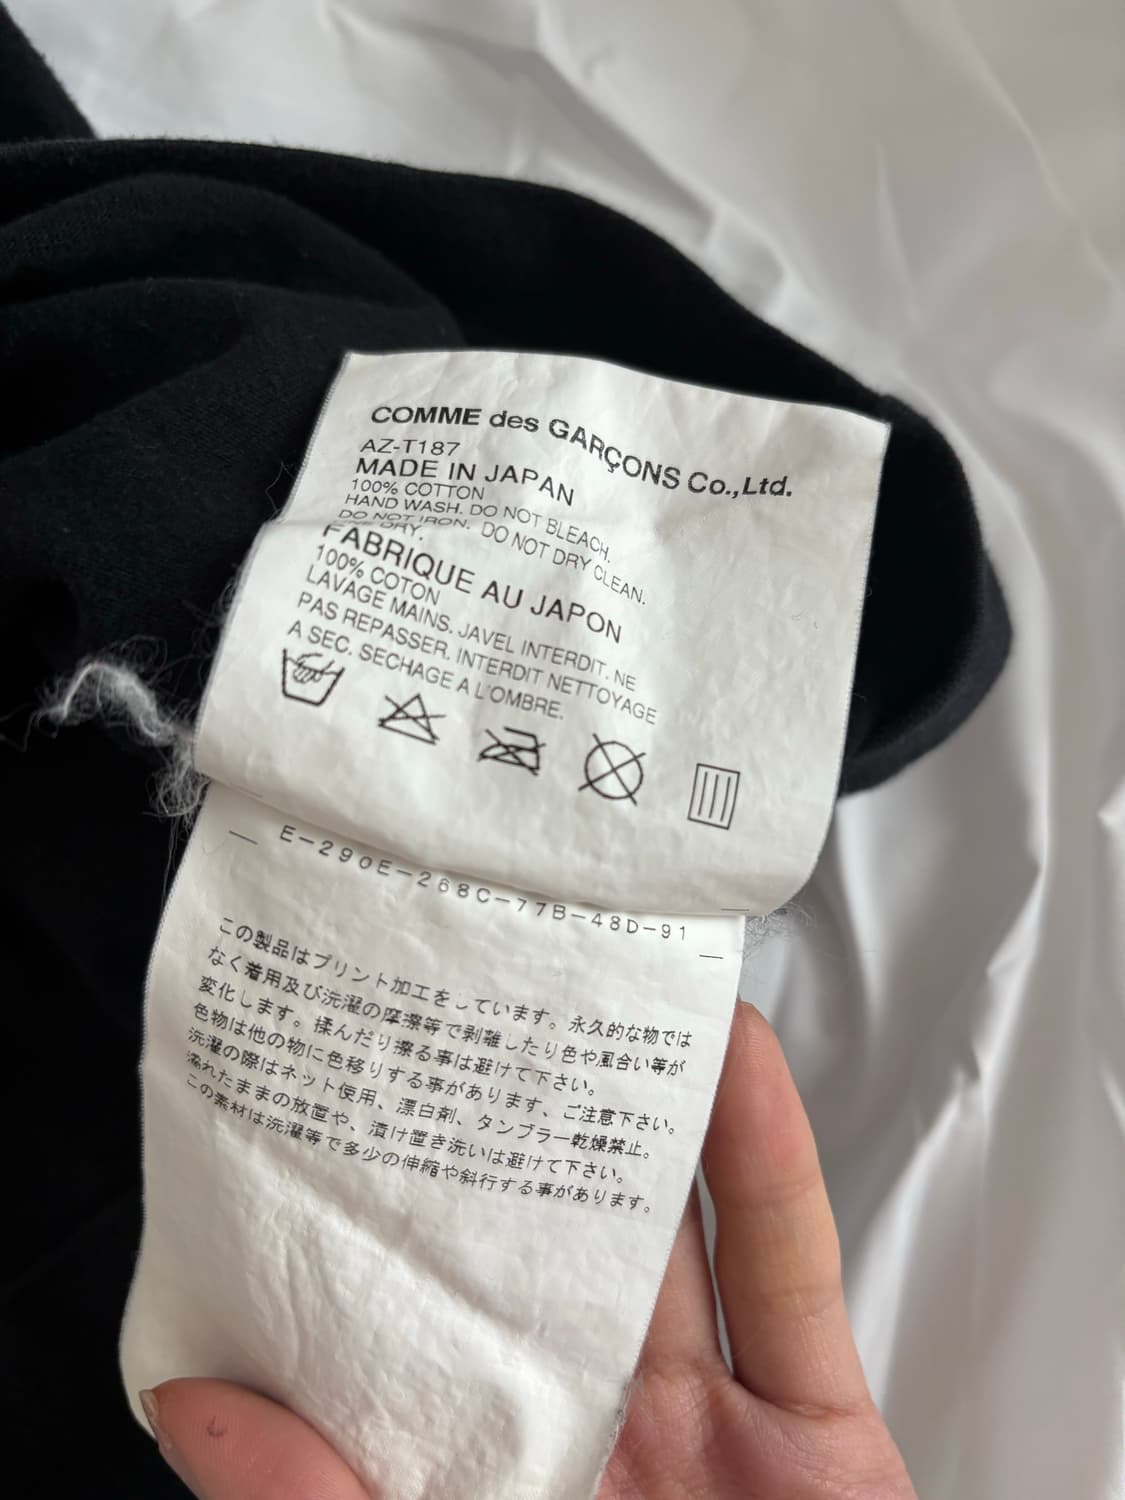 COMME des GARÇONS Co.,Ltd.
AZ-T187
MADE IN JAPAN
100% COTTON
HAND WASH. DO NOT BLEACH.
DO NOT IRON. DO NOT DRY CLEAN.
DRY.
FABRIQUE AU JAPON
100% COTON
LAVAGE MAINS. JAVEL INTERDIT. NE
PAS REPASSER. INTERDIT NETTOYAGE
A SEC. SECHAGE A L'OMBRE.
E-290E-268C-77B-48D-91
この製品はプリント加工をしています。永久的な物では
なく着用及び洗濯の摩擦等で剥離したり色や風合い等が
変化します。揉んだり擦る事は避けて下さい。
色物は他の物に色移りする事があります、ご注意下さい。
洗濯の際はネット使用、漂白剤、タンブラー乾燥禁止。
濡れたままの放置や、漬け置き洗いは避けて下さい。
この素材は洗濯等で多少の伸縮や斜行する事があります。